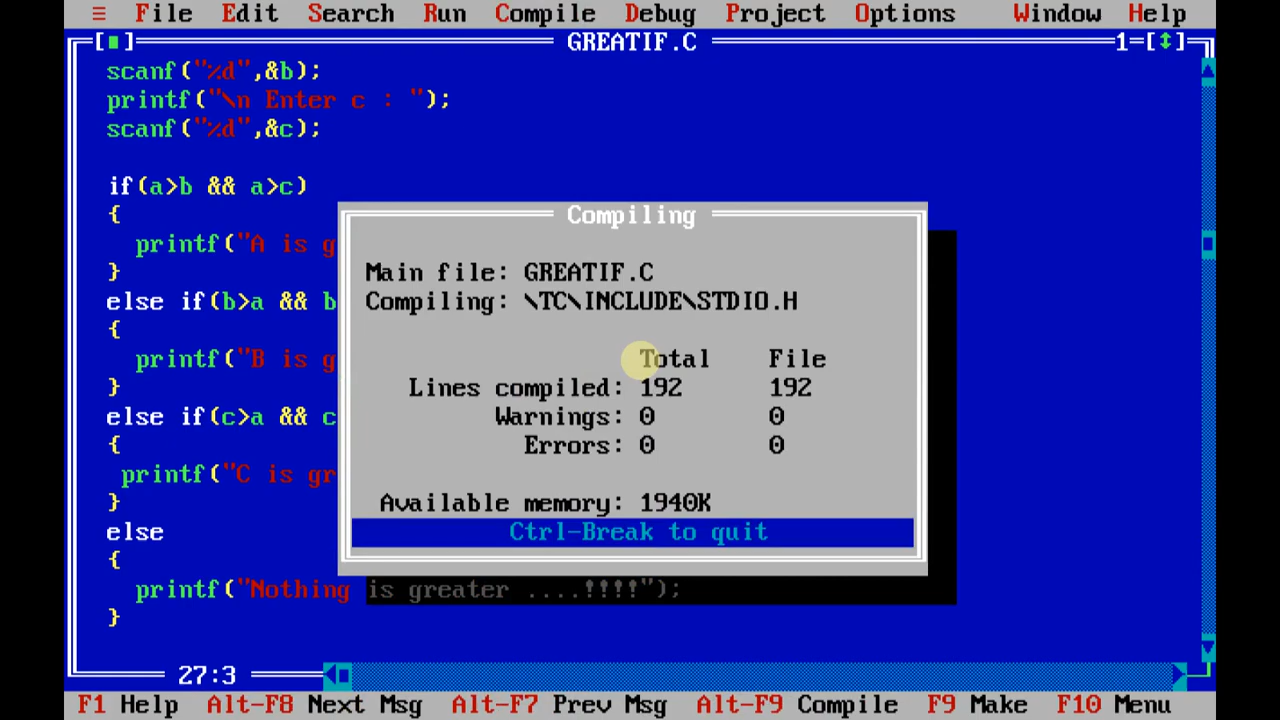 ≡ File Edit Search Run Compile Debug Project Options Window Help
[■] GREATIF.C 1=[↕]
scanf("%d",&b);
printf("\n Enter c : ");
scanf("%d",&c);
if(a>b && a>c)
{
printf("A is g
}
else if(b>a && b
{
printf("B is g
}
else if(c>a && c
{
printf("C is gr
}
else
{
printf("Nothing is greater ....!!!!");
}
Compiling
Main file: GREATIF.C
Compiling: \TC\INCLUDE\STDIO.H
Total File
Lines compiled: 192 192
Warnings: 0 0
Errors: 0 0
Available memory: 1940K
Ctrl-Break to quit
27:3
F1 Help Alt-F8 Next Msg Alt-F7 Prev Msg Alt-F9 Compile F9 Make F10 Menu